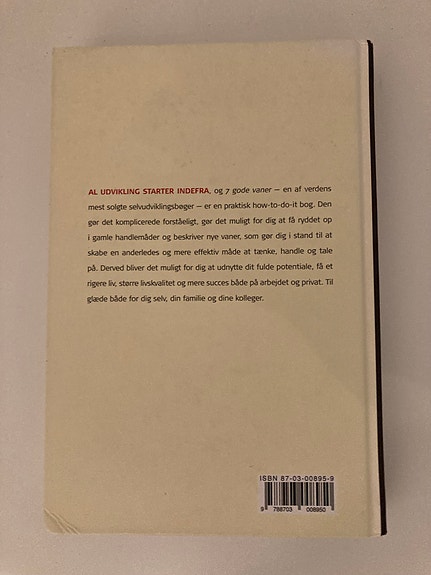 AL UDVIKLING STARTER INDEFRA, og 7 gode vaner – en af verdens
mest solgte selvudviklingsbøger – er en praktisk how-to-do-it bog. Den
gør det komplicerede forståeligt, gør det muligt for dig at få ryddet op
i gamle handlemåder og beskriver nye vaner, som gør dig i stand til at
skabe en anderledes og mere effektiv måde at tænke, handle og tale
på. Derved bliver det muligt for dig at udnytte dit fulde potentiale, få et
rigere liv, større livskvalitet og mere succes både på arbejdet og privat. Til
glæde både for dig selv, din familie og dine kolleger.
ISBN 87-03-00895-9
9 788703 008950